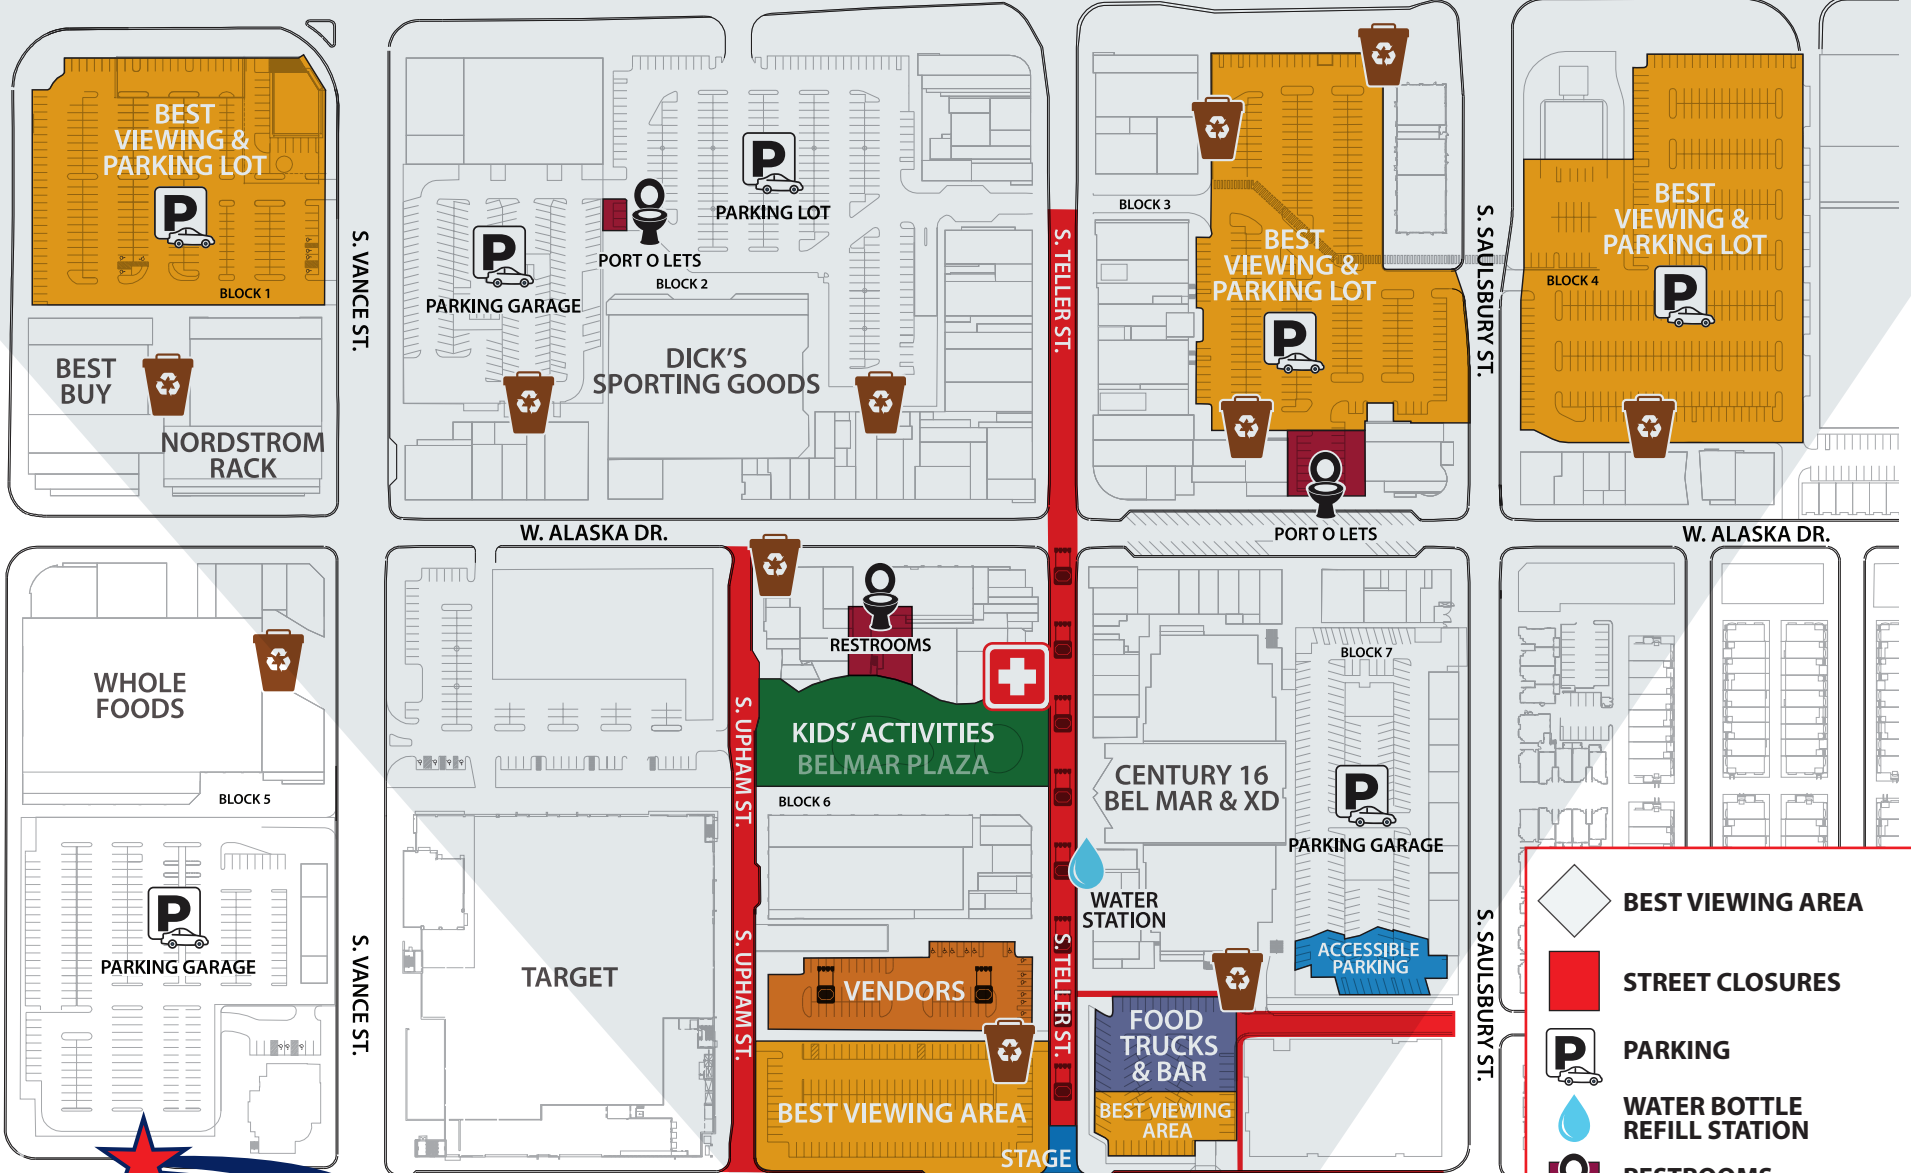 BEST
VIEWING &
PARKING LOT
P
BLOCK 1
BEST
BUY
NORDSTROM
RACK
S. VANCE ST.
P
PARKING GARAGE
PORT O LETS
BLOCK 2
P
PARKING LOT
DICK'S
SPORTING GOODS
S. TELLER ST.
BLOCK 3
BEST
VIEWING &
PARKING LOT
P
PORT O LETS
S. SAULSBURY ST.
BEST
VIEWING &
PARKING LOT
BLOCK 4
P
W. ALASKA DR.
W. ALASKA DR.
WHOLE
FOODS
BLOCK 5
P
PARKING GARAGE
S. VANCE ST.
TARGET
S. UPHAM ST.
S. UPHAM ST.
RESTROOMS
KIDS' ACTIVITIES
BELMAR PLAZA
BLOCK 6
VENDORS
BEST VIEWING AREA
STAGE
S. TELLER ST.
CENTURY 16
BEL MAR & XD
WATER
STATION
BLOCK 7
P
PARKING GARAGE
ACCESSIBLE
PARKING
FOOD
TRUCKS
& BAR
BEST VIEWING
AREA
S. SAULSBURY ST.
BEST VIEWING AREA
STREET CLOSURES
P
PARKING
WATER BOTTLE
REFILL STATION
RESTROOMS